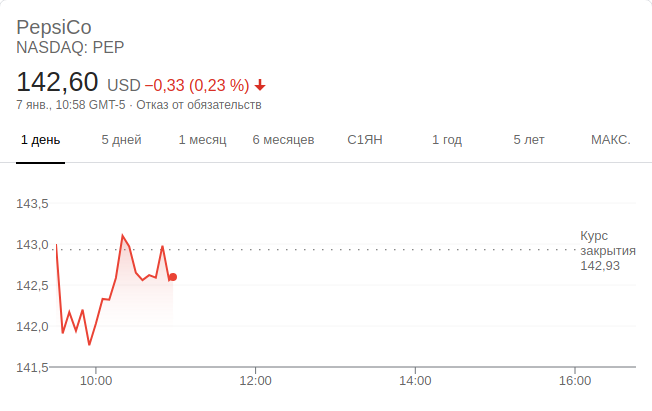 PepsiCo
NASDAQ: PEP
142,60 USD −0,33 (0,23 %)
7 янв., 10:58 GMT-5 · Отказ от обязательств
1 день 5 дней 1 месяц 6 месяцев С1ЯН 1 год 5 лет МАКС.
143,5
143,0
142,5
142,0
141,5
Курс
закрытия
142,93
10:00 12:00 14:00 16:00